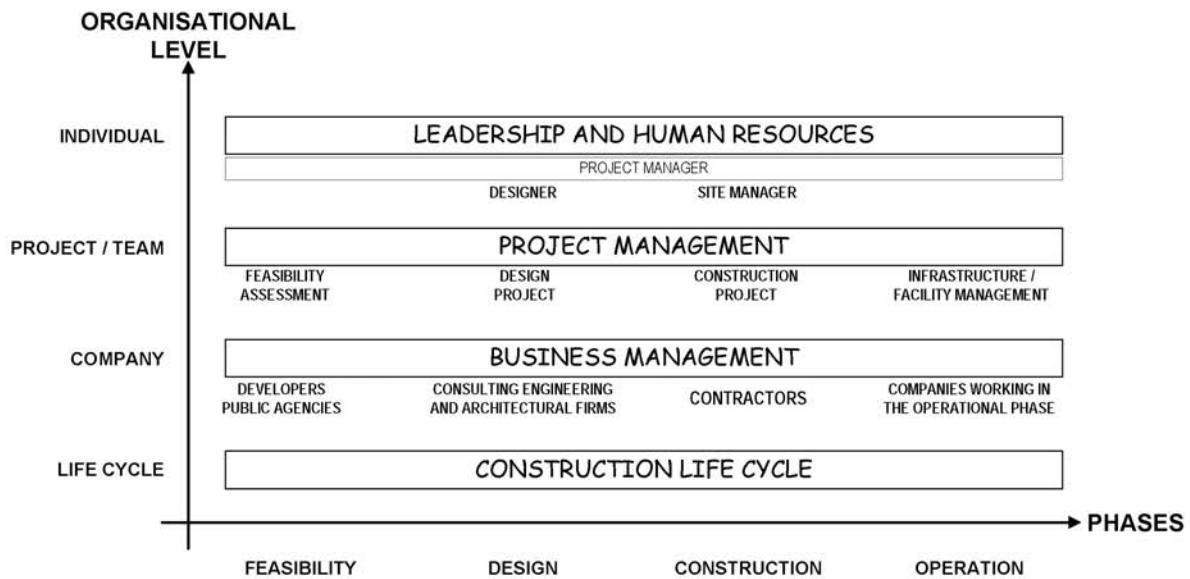 ORGANISATIONAL
LEVEL
INDIVIDUAL
LEADERSHIP AND HUMAN RESOURCES
PROJECT MANAGER
DESIGNER
SITE MANAGER
PROJECT / TEAM
PROJECT MANAGEMENT
FEASIBILITY
ASSESSMENT
DESIGN
PROJECT
CONSTRUCTION
PROJECT
INFRASTRUCTURE /
FACILITY MANAGEMENT
COMPANY
BUSINESS MANAGEMENT
DEVELOPERS
PUBLIC AGENCIES
CONSULTING ENGINEERING
AND ARCHITECTURAL FIRMS
CONTRACTORS
COMPANIES WORKING IN
THE OPERATIONAL PHASE
LIFE CYCLE
CONSTRUCTION LIFE CYCLE
PHASES
FEASIBILITY
DESIGN
CONSTRUCTION
OPERATION